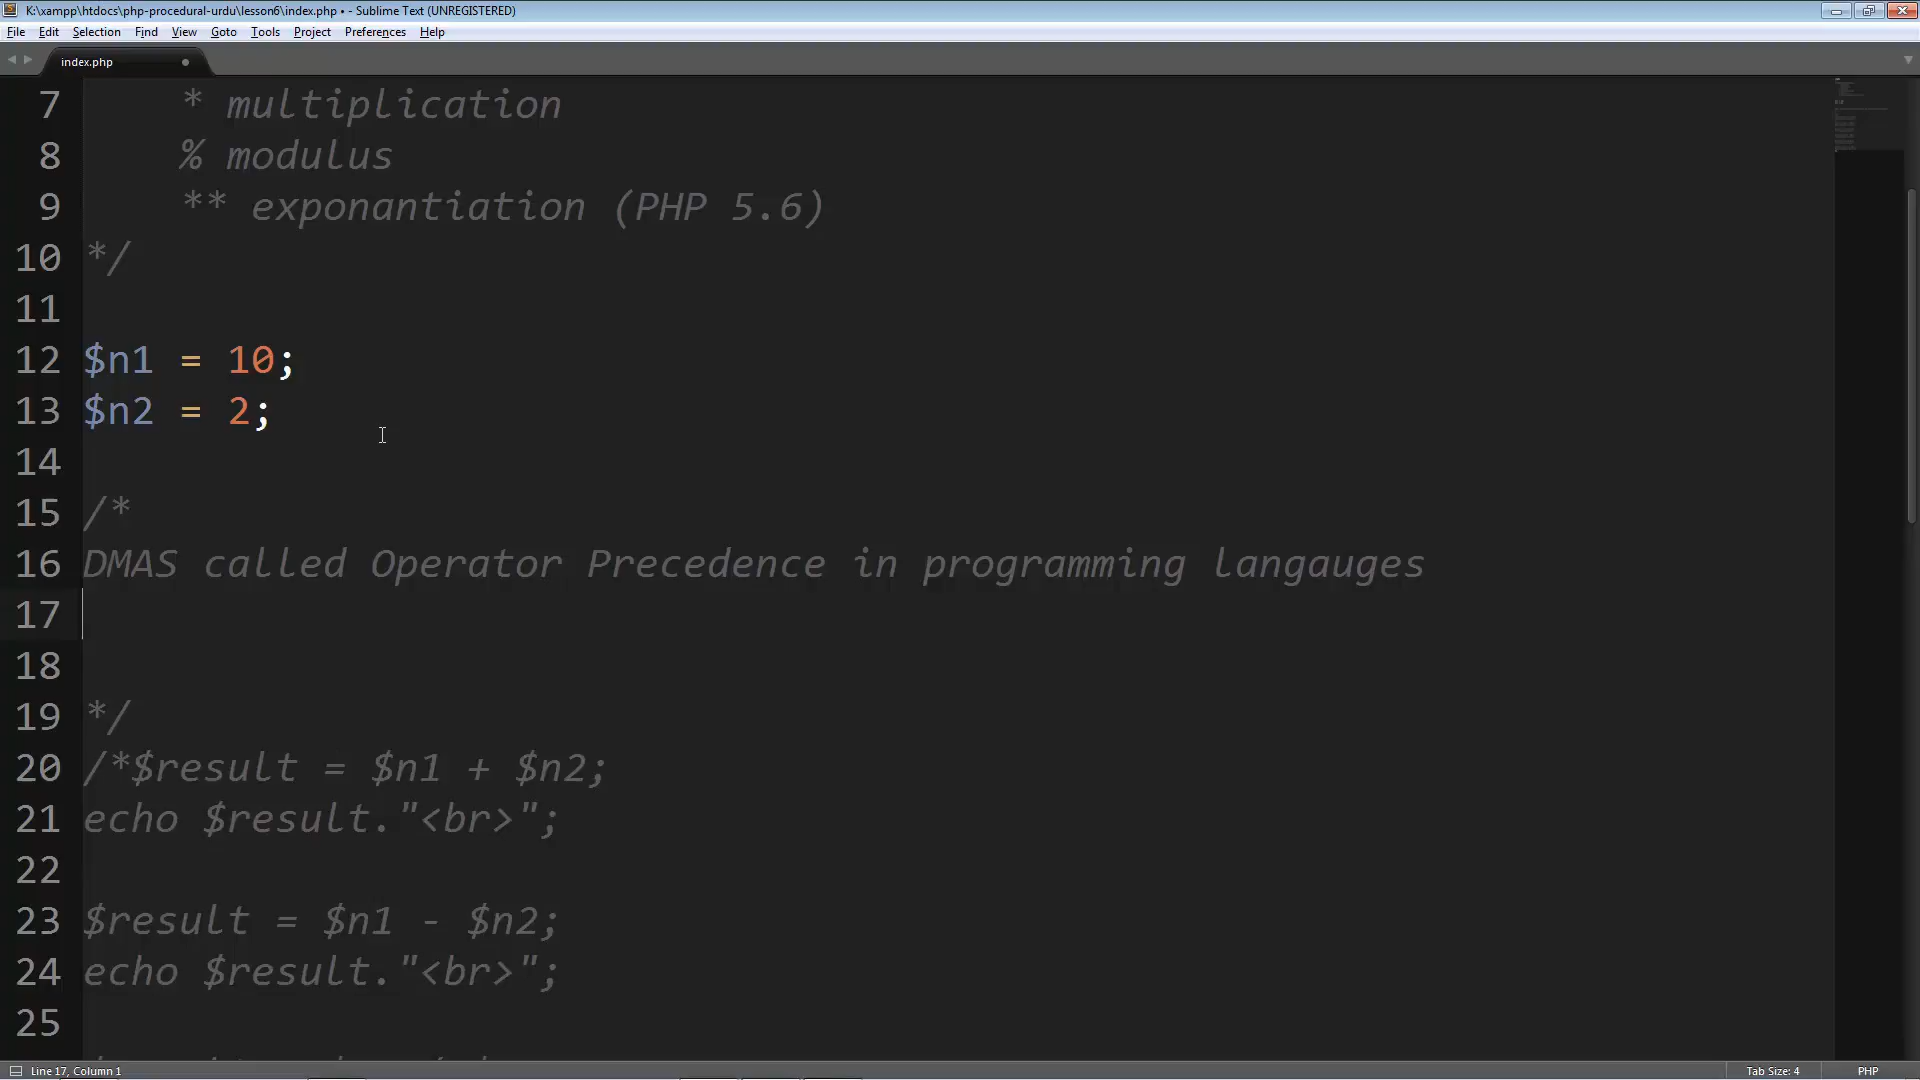 K:\xampp\htdocs\php-procedural-urdu\lesson6\index.php • - Sublime Text (UNREGISTERED)
File Edit Selection Find View Goto Tools Project Preferences Help
index.php
7 * multiplication
8 % modulus
9 ** exponantiation (PHP 5.6)
10 */
11
12 $n1 = 10;
13 $n2 = 2;
14
15 /*
16 DMAS called Operator Precedence in programming langauges
17
18
19 */
20 /*$result = $n1 + $n2;
21 echo $result."<br>";
22
23 $result = $n1 - $n2;
24 echo $result."<br>";
25
Line 17, Column 1 Tab Size: 4 PHP